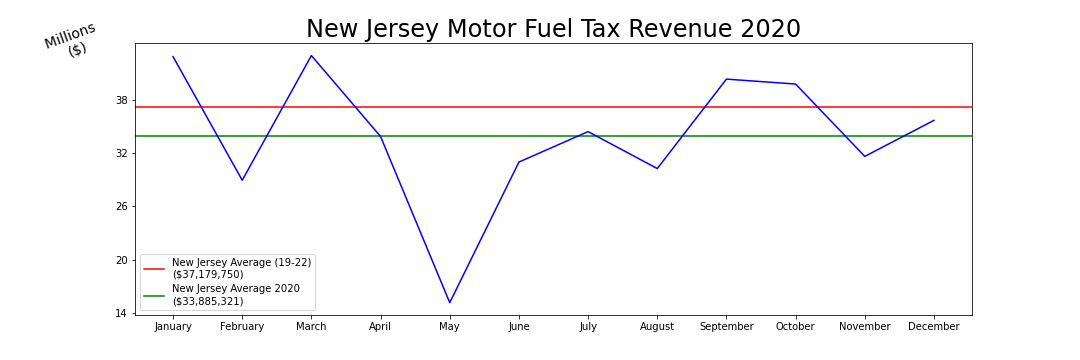 New Jersey Motor Fuel Tax Revenue 2020
Millions
($)
38
32
26
20
14
New Jersey Average (19-22)
($37,179,750)
New Jersey Average 2020
($33,885,321)
January February March April May June July August September October November December